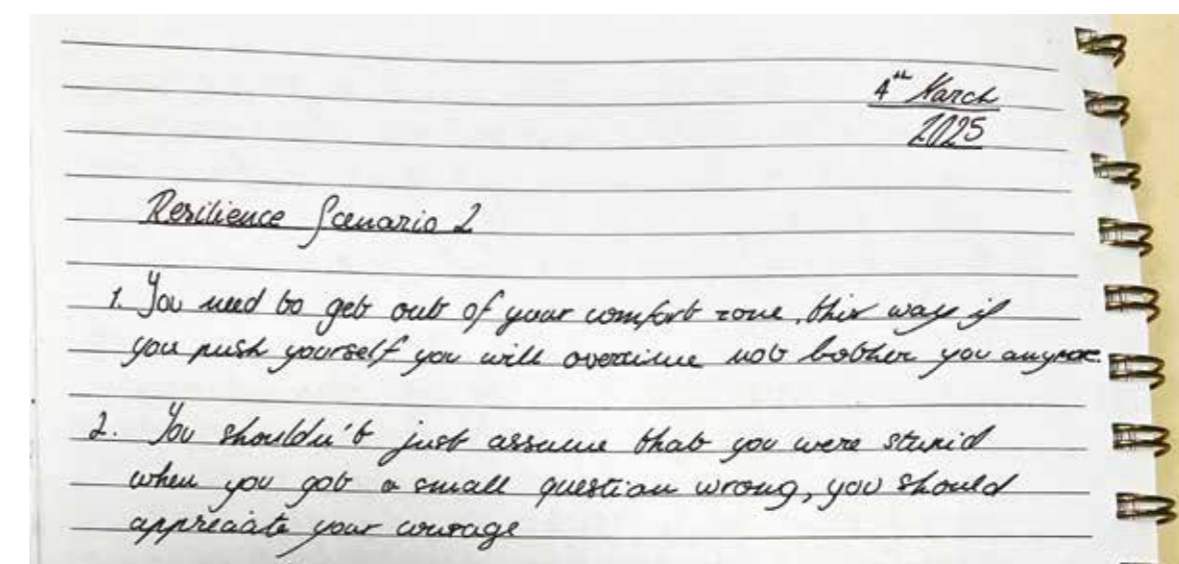 4th March
2025
Resilience Scenario 2
1. You need to get out of your comfort zone, this way if
you push yourself you will overcime not bother you anymore.
2. You shouldn't just assume that you were stupid
when you got a small question wrong, you should
appreciate your courage